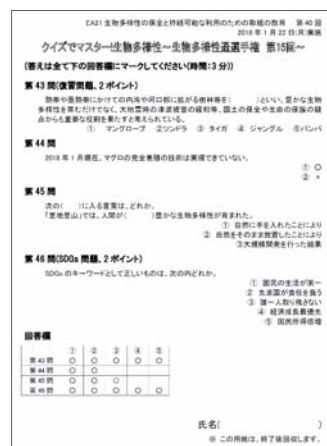 CA21 生物多様性の保全と持続可能な利用のための取組の教育 第40回
2018年1月22日(月)実施
クイズでマスター!生物多様性~生物多様性道選手権 第15回~
(答えは全て下の回答欄にマークしてください(時間:3分))
第43問(復習問題、2ポイント)
熱帯や亜熱帯にかけての内湾や河口部に拡がる樹林帯を( )といい、豊かな生物
多様性を育むだけでなく、大地震時の津波被害の緩和等、国土の保全や生命の保護の観
点からも重要な役割を果たすと考えられている。
① マングローブ ②ツンドラ ③ タイガ ④ ジャングル ⑤パンパ
第44問
2018年1月現在、マグロの完全養殖の技術は実現できていない。
① ○
② ×
第45問
次の( )に入る言葉は、どれか。
「里地里山」では、人間が( )豊かな生物多様性が育まれた。
① 自然に手を入れたことにより
② 自然をそのまま放置したことにより
③大規模開発を行った結果
第46問(SDGs 問題、2ポイント)
SDGsのキーワードとして正しいものは、次の内どれか。
① 国民の生活が第一
② 先進国が責任を負う
③ 誰一人取り残さない
④ 経済成長最優先
⑤ 国民所得倍増
回答欄
① ② ③ ④ ⑤
第43問 ○ ○ ○ ○ ○
第44問 ○ ○
第45問 ○ ○ ○
第46問 ○ ○ ○ ○ ○
氏名( )
※ この用紙は、終了後回収します。